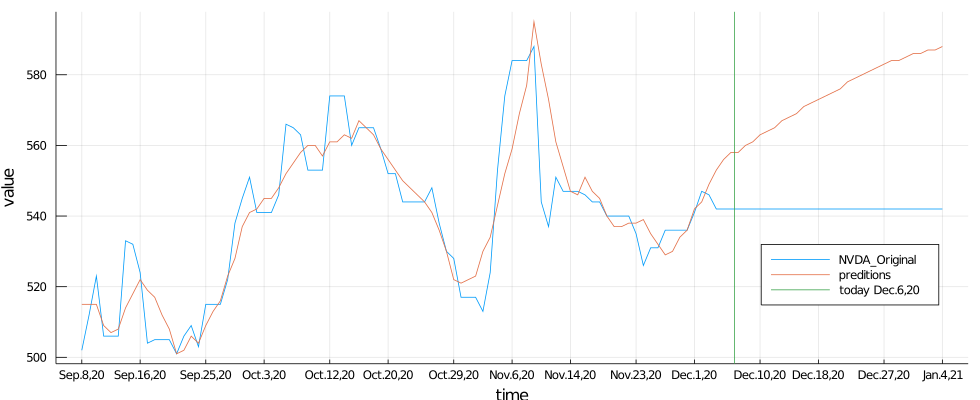 value
580
560
540
520
500
NVDA_Original
preditions
today Dec.6,20
Sep.8,20 Sep.16,20 Sep.25,20 Oct.3,20 Oct.12,20 Oct.20,20 Oct.29,20 Nov.6,20 Nov.14,20 Nov.23,20 Dec.1,20 Dec.10,20 Dec.18,20 Dec.27,20 Jan.4,21
time